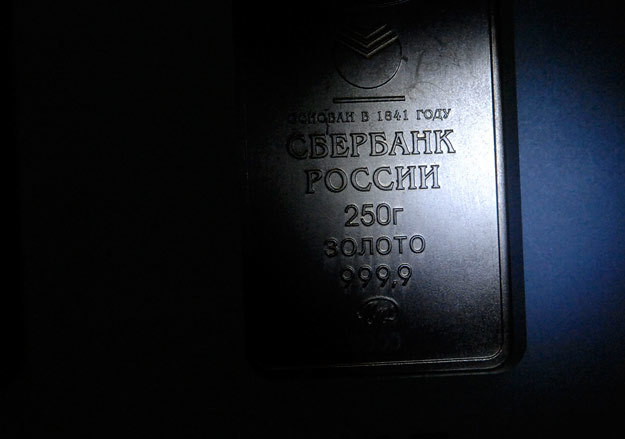 ОСНОВАН В 1841 ГОДУ
СБЕРБАНК
РОССИИ
250г
ЗОЛОТО
999,9